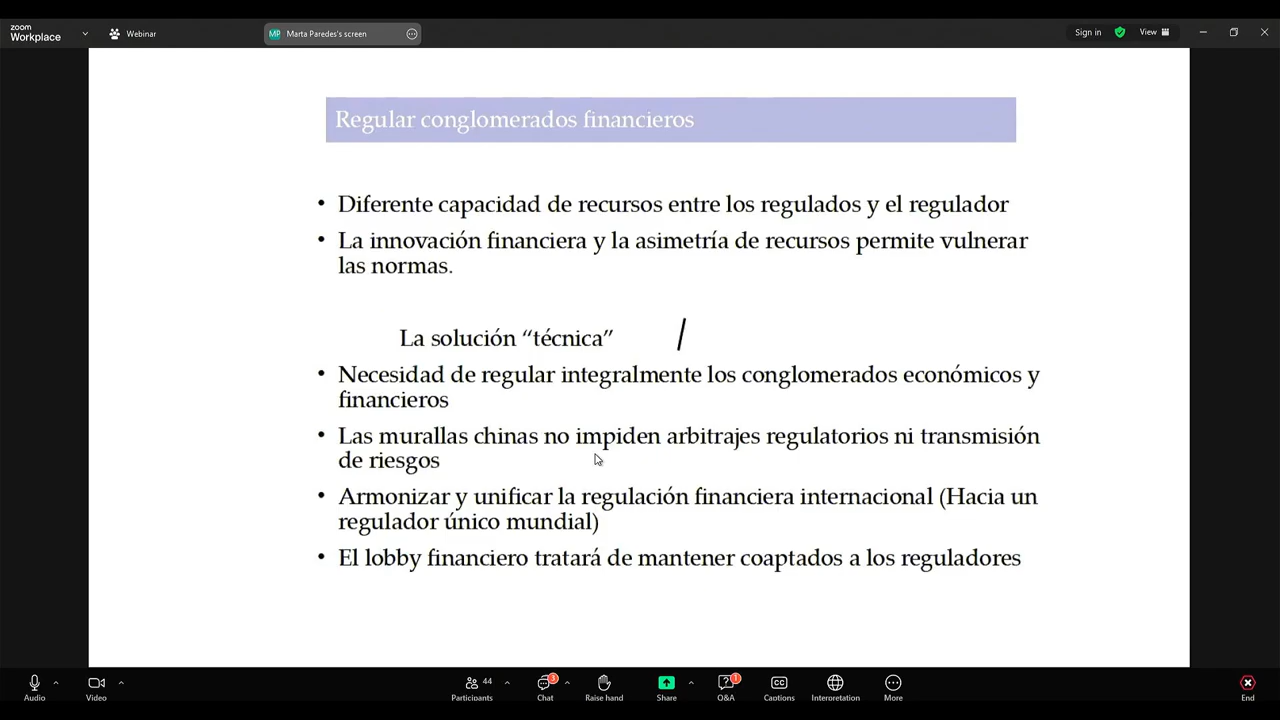 zoom
Workplace
Webinar
MP Marta Paredes's screen
Sign in
View
Regular conglomerados financieros
• Diferente capacidad de recursos entre los regulados y el regulador
• La innovación financiera y la asimetría de recursos permite vulnerar
las normas.
La solución “técnica” /
• Necesidad de regular integralmente los conglomerados económicos y
financieros
• Las murallas chinas no impiden arbitrajes regulatorios ni transmisión
de riesgos
• Armonizar y unificar la regulación financiera internacional (Hacia un
regulador único mundial)
• El lobby financiero tratará de mantener coaptados a los reguladores
Audio
Video
Participants 44
Chat 3
Raise hand
Share
Q&A 1
CC Captions
Interpretation
More
End